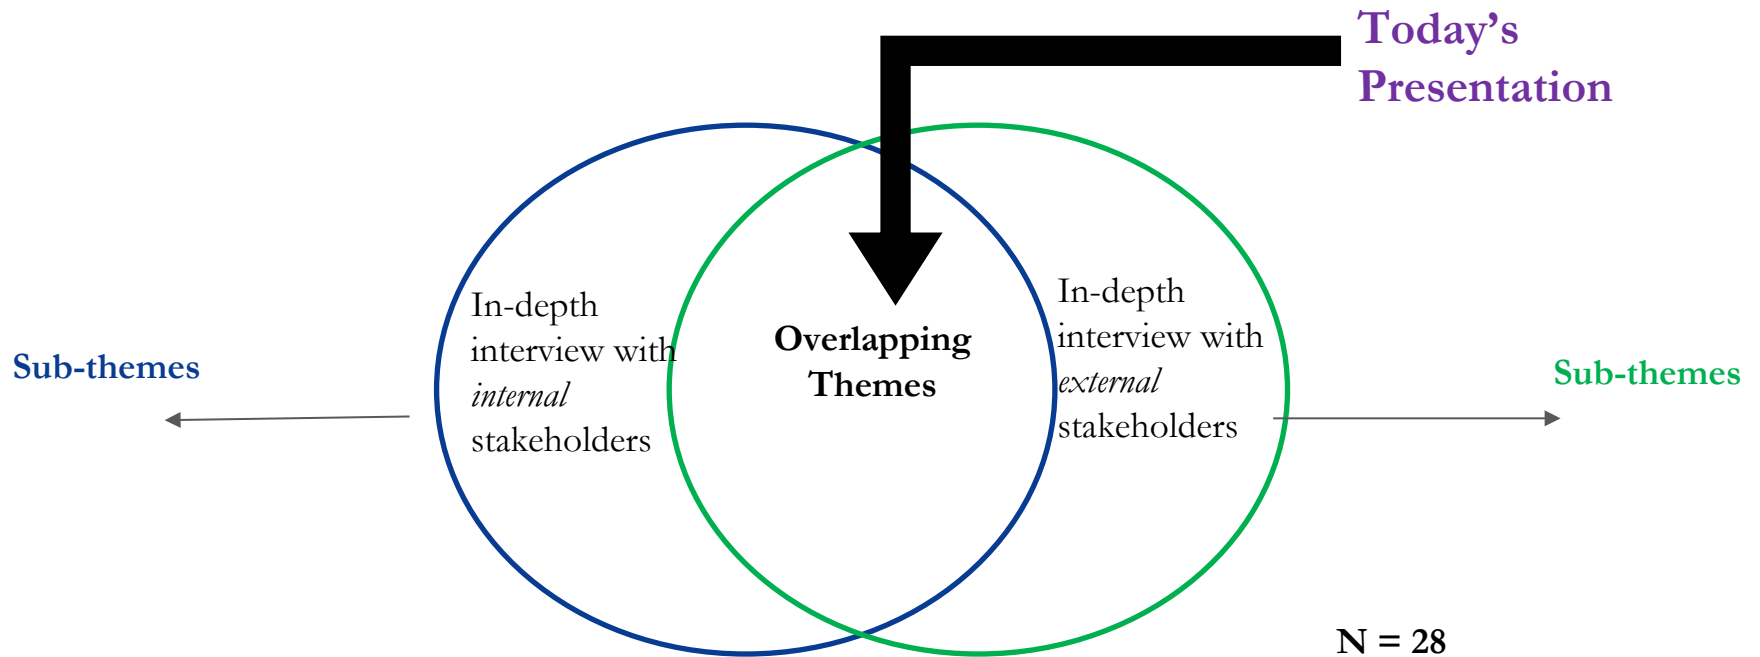 Today's
Presentation
In-depth
interview with
internal
stakeholders
Overlapping
Themes
In-depth
interview with
external
stakeholders
Sub-themes
Sub-themes
N = 28